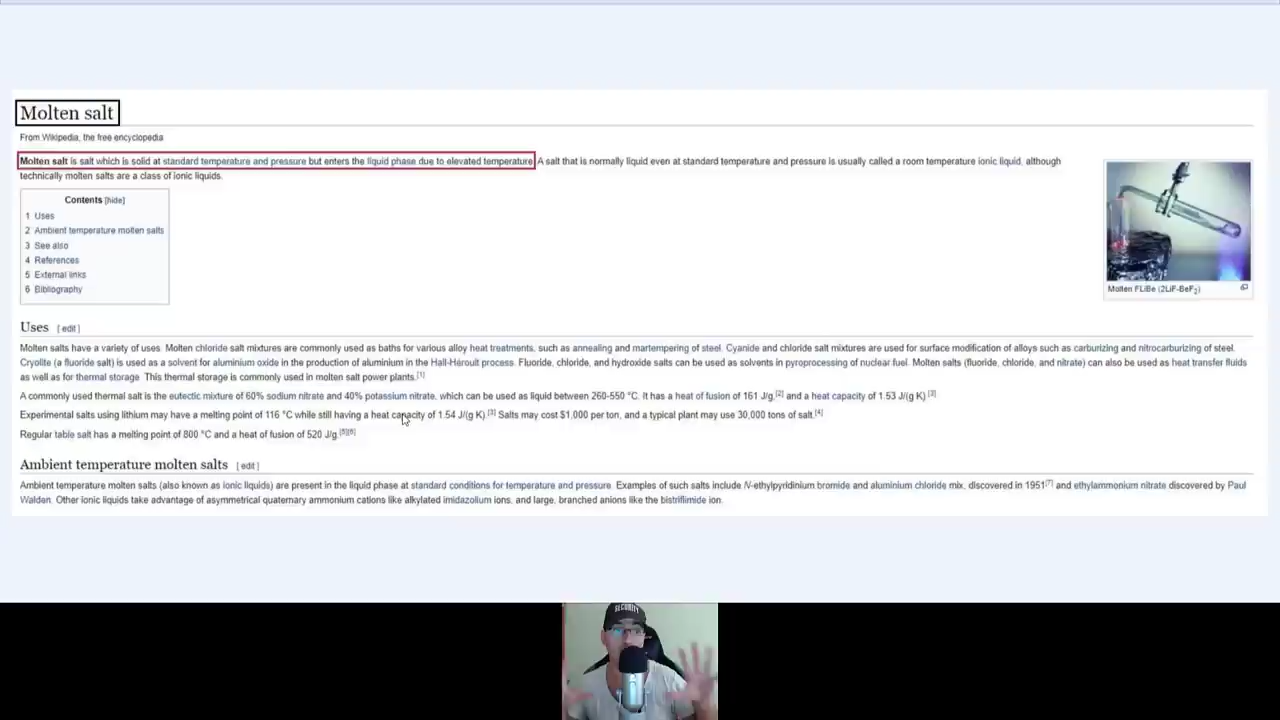 Molten salt
From Wikipedia, the free encyclopedia
Molten salt is salt which is solid at standard temperature and pressure but enters the liquid phase due to elevated temperature. A salt that is normally liquid even at standard temperature and pressure is usually called a room temperature ionic liquid, although
technically molten salts are a class of ionic liquids.
Contents [hide]
1 Uses
2 Ambient temperature molten salts
3 See also
4 References
5 External links
6 Bibliography
Molten FLiBe (2LiF-BeF2)
Uses [ edit ]
Molten salts have a variety of uses. Molten chloride salt mixtures are commonly used as baths for various alloy heat treatments, such as annealing and martempering of steel. Cyanide and chloride salt mixtures are used for surface modification of alloys such as carburizing and nitrocarburizing of steel.
Cryolite (a fluoride salt) is used as a solvent for aluminium oxide in the production of aluminium in the Hall-Héroult process. Fluoride, chloride, and hydroxide salts can be used as solvents in pyroprocessing of nuclear fuel. Molten salts (fluoride, chloride, and nitrate) can also be used as heat transfer fluids
as well as for thermal storage. This thermal storage is commonly used in molten salt power plants.[1]
A commonly used thermal salt is the eutectic mixture of 60% sodium nitrate and 40% potassium nitrate, which can be used as liquid between 260-550 °C. It has a heat of fusion of 161 J/g,[2] and a heat capacity of 1.53 J/(g K).[3]
Experimental salts using lithium may have a melting point of 116 °C while still having a heat capacity of 1.54 J/(g K).[3] Salts may cost $1,000 per ton, and a typical plant may use 30,000 tons of salt.[4]
Regular table salt has a melting point of 800 °C and a heat of fusion of 520 J/g.[5][6]
Ambient temperature molten salts [ edit ]
Ambient temperature molten salts (also known as ionic liquids) are present in the liquid phase at standard conditions for temperature and pressure. Examples of such salts include N-ethylpyridinium bromide and aluminium chloride mix, discovered in 1951[7] and ethylammonium nitrate discovered by Paul
Walden. Other ionic liquids take advantage of asymmetrical quaternary ammonium cations like alkylated imidazolium ions, and large, branched anions like the bistriflimide ion.
SECURITY